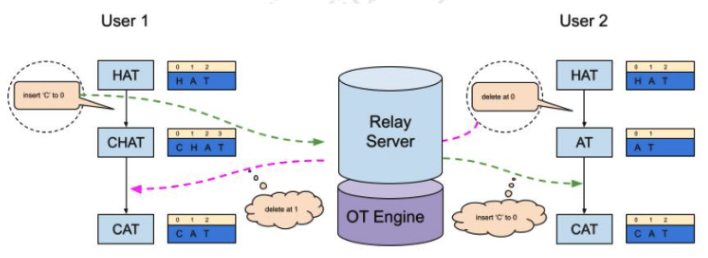 User 1
User 2
HAT
0 1 2
H A T
insert 'C' to 0
CHAT
0 1 2 3
C H A T
delete at 1
CAT
0 1 2
C A T
Relay
Server
OT Engine
HAT
0 1 2
H A T
delete at 0
AT
0 1
A T
insert 'C' to 0
CAT
0 1 2
C A T